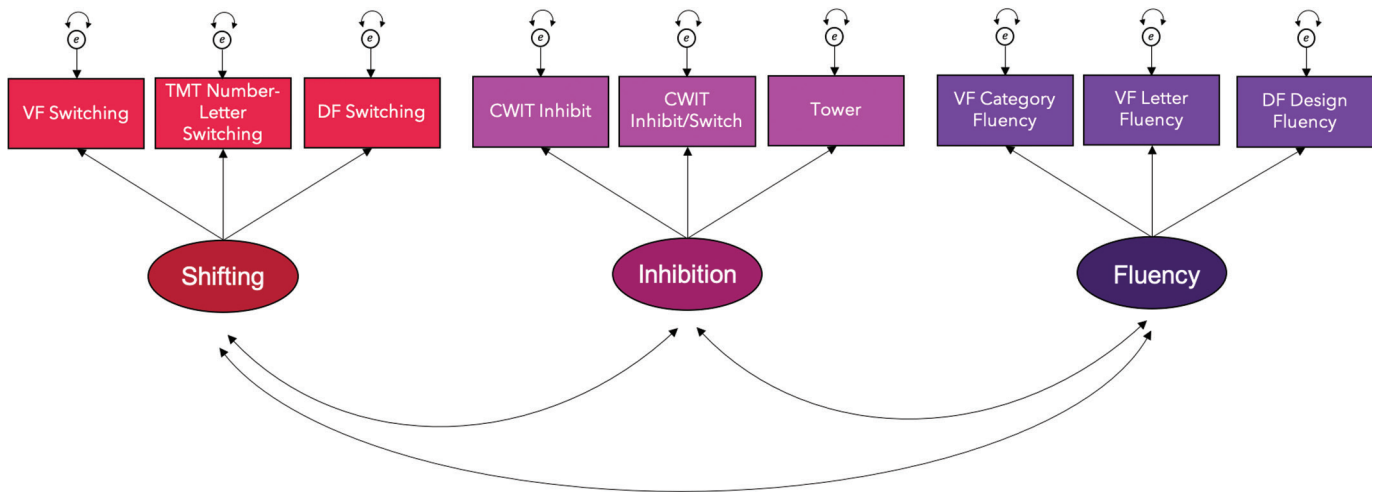 e e e e e e e e e
VF Switching
TMT Number-
Letter
Switching
DF Switching
CWIT Inhibit
CWIT
Inhibit/Switch
Tower
VF Category
Fluency
VF Letter
Fluency
DF Design
Fluency
Shifting
Inhibition
Fluency